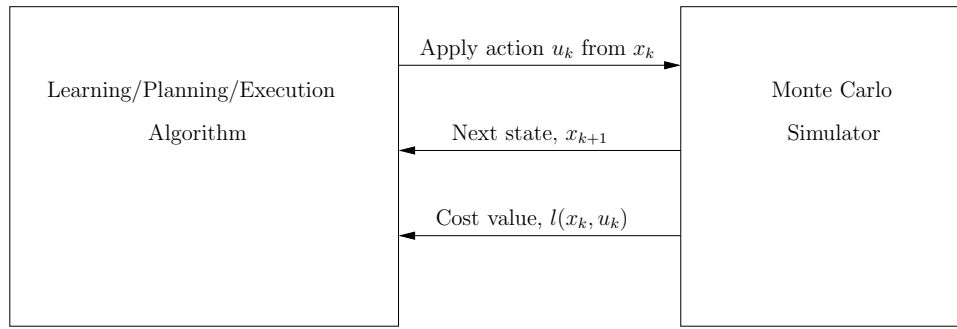 Learning/Planning/Execution
Algorithm
Apply action u_k from x_k
Next state, x_{k+1}
Cost value, l(x_k, u_k)
Monte Carlo
Simulator